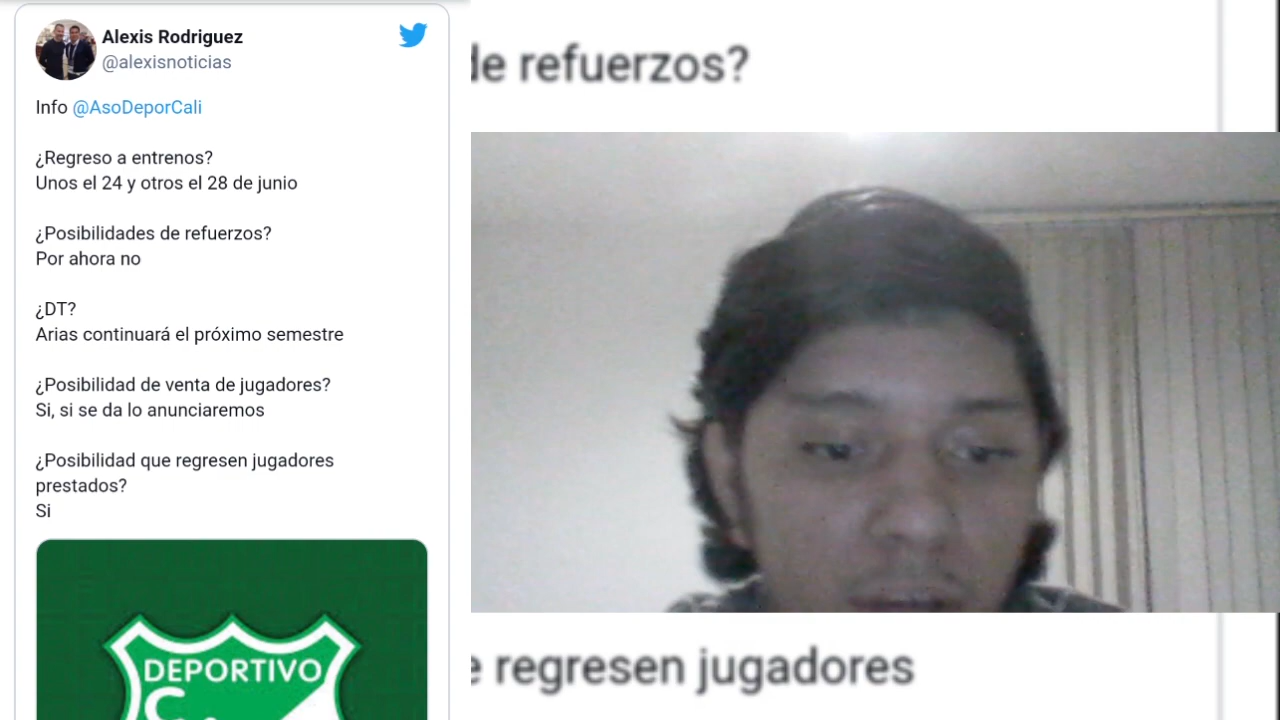 Alexis Rodriguez
@alexisnoticias
Info @AsoDeporCali
¿Regreso a entrenos?
Unos el 24 y otros el 28 de junio
¿Posibilidades de refuerzos?
Por ahora no
¿DT?
Arias continuará el próximo semestre
¿Posibilidad de venta de jugadores?
Si, si se da lo anunciaremos
¿Posibilidad que regresen jugadores
prestados?
Si
DEPORTIVO
de refuerzos?
e regresen jugadores